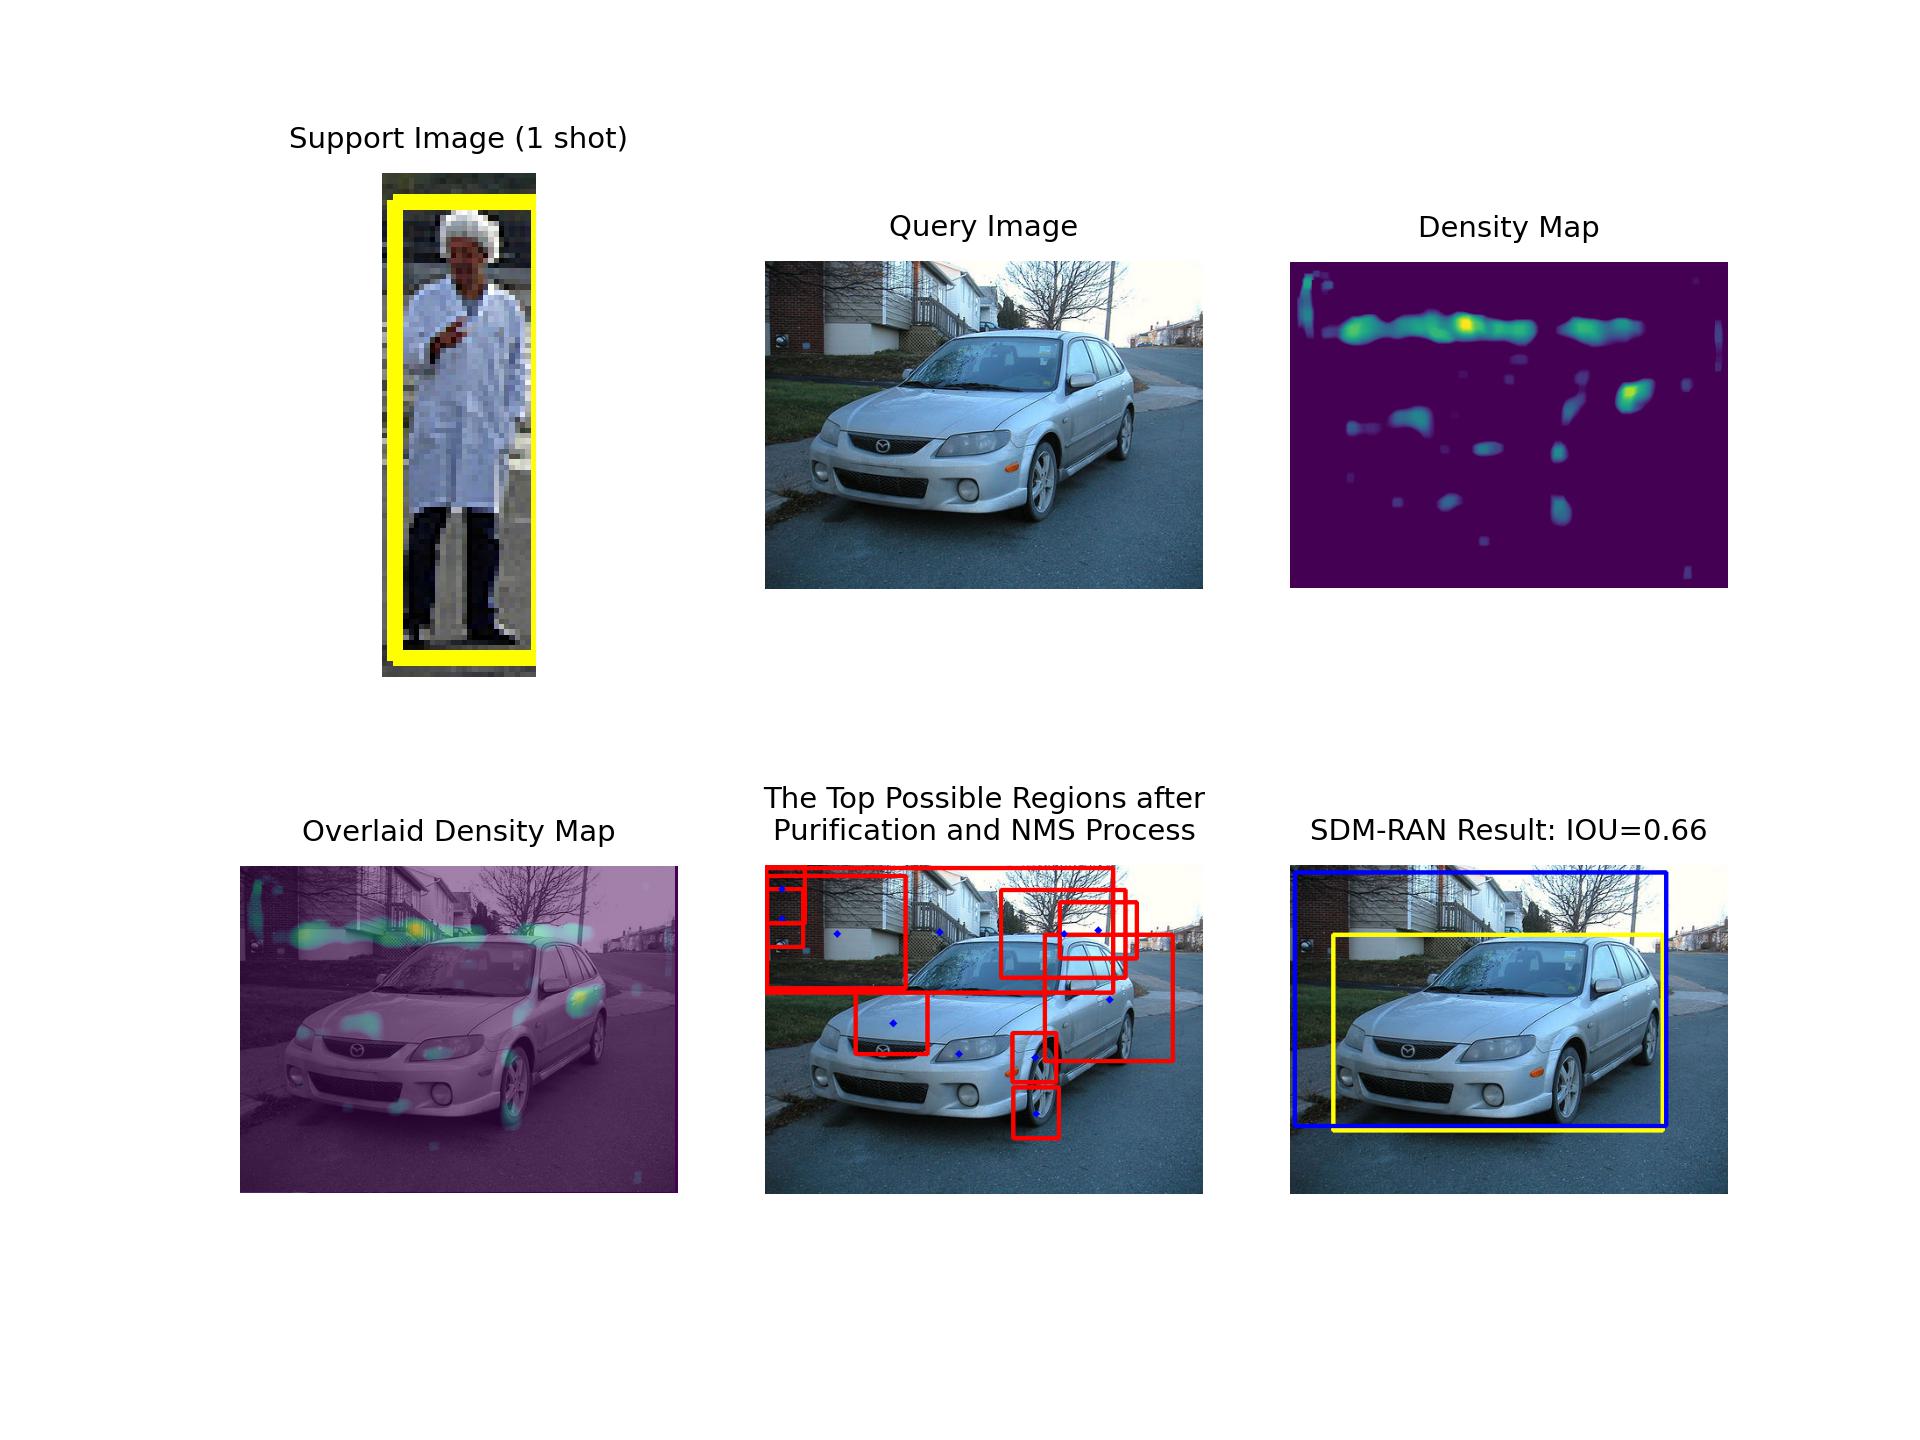 Support Image (1 shot)
Query Image
Density Map
Overlaid Density Map
The Top Possible Regions after
Purification and NMS Process
SDM-RAN Result: IOU=0.66